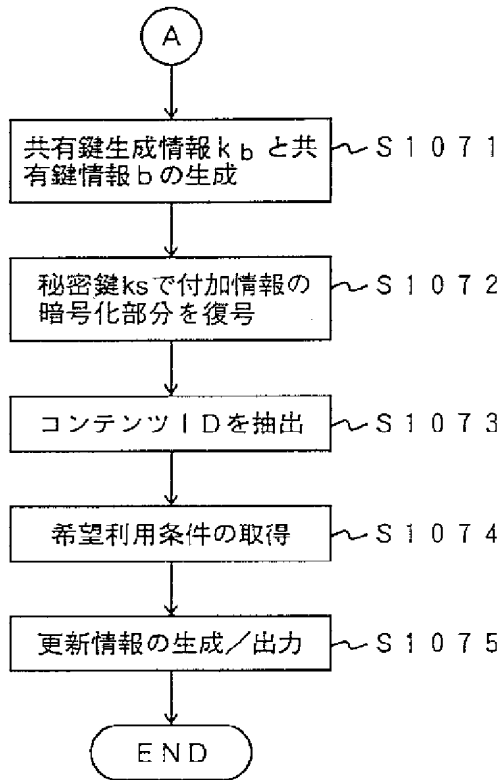 A
共有鍵生成情報kbと共
有鍵情報bの生成
S1071
秘密鍵ksで付加情報の
暗号化部分を復号
S1072
コンテンツIDを抽出
S1073
希望利用条件の取得
S1074
更新情報の生成/出力
S1075
END